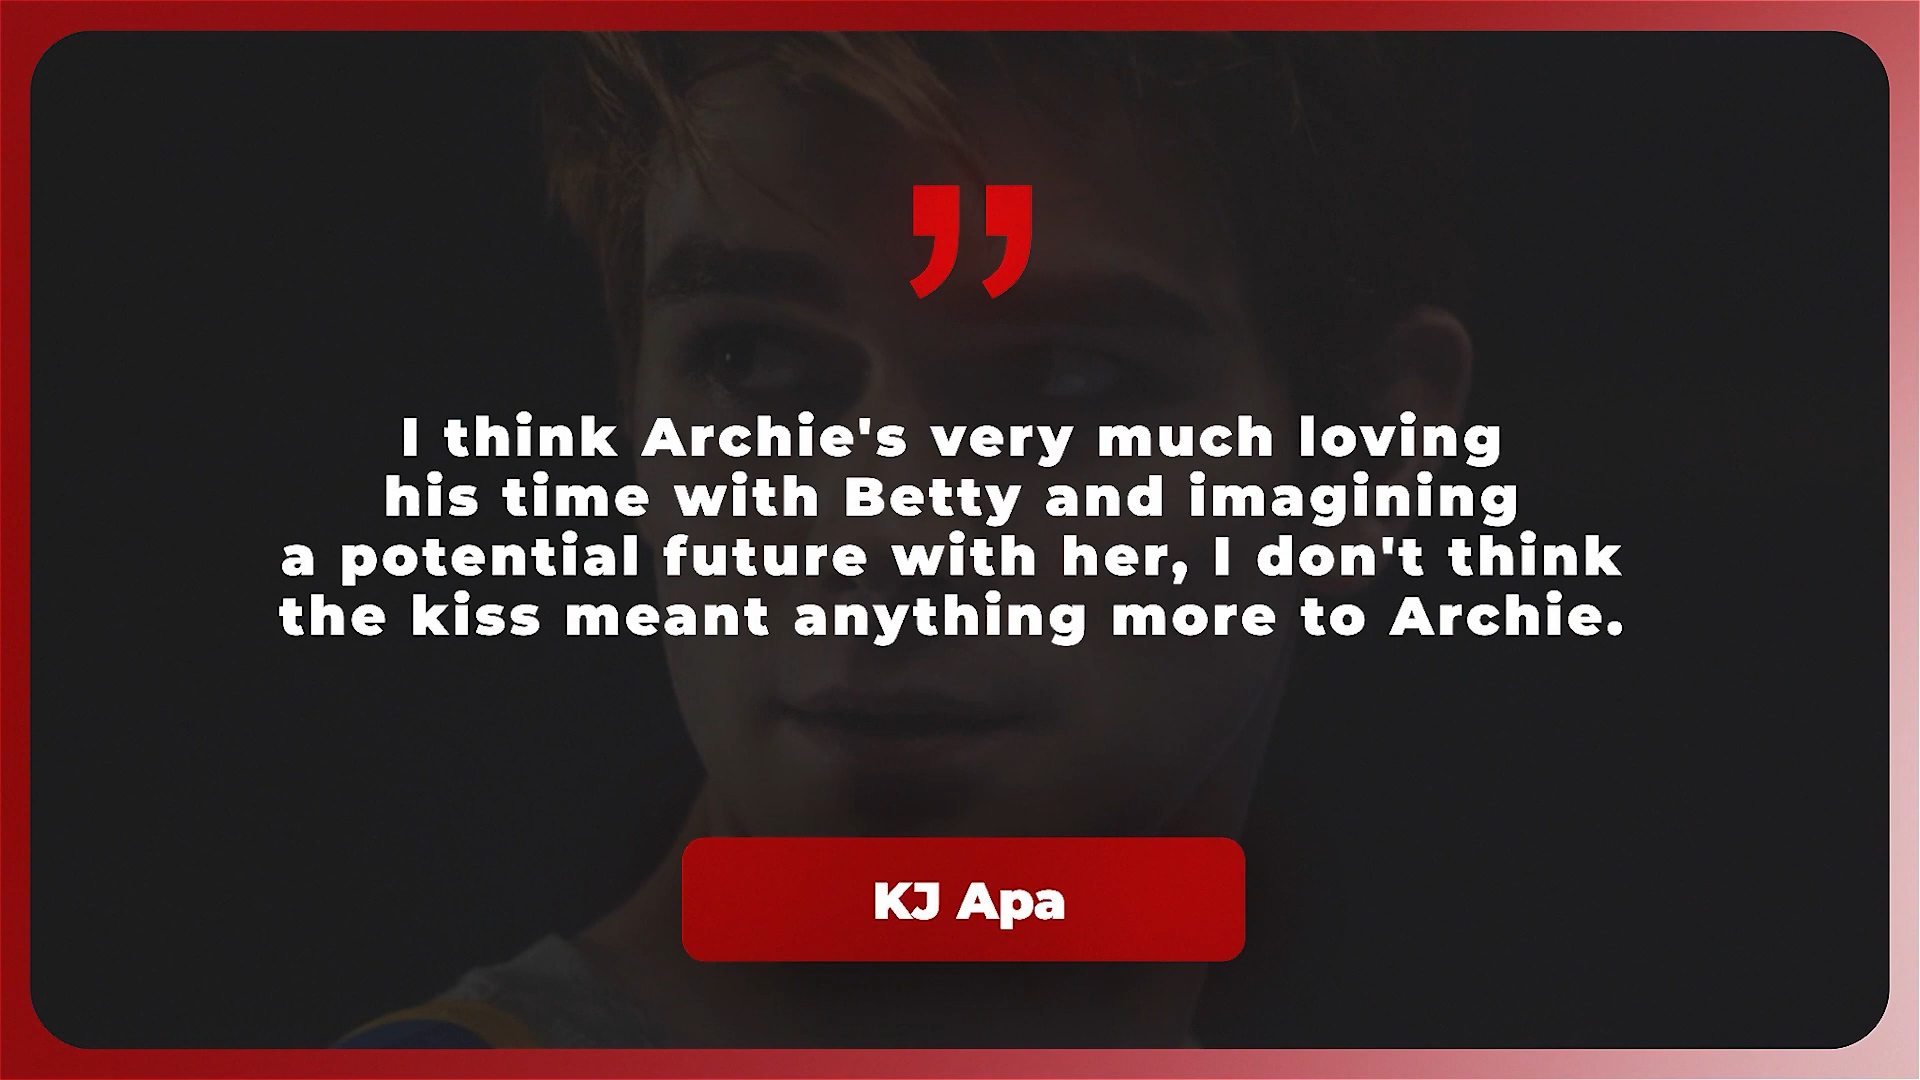 ”
I think Archie's very much loving
his time with Betty and imagining
a potential future with her, I don't think
the kiss meant anything more to Archie.
KJ Apa